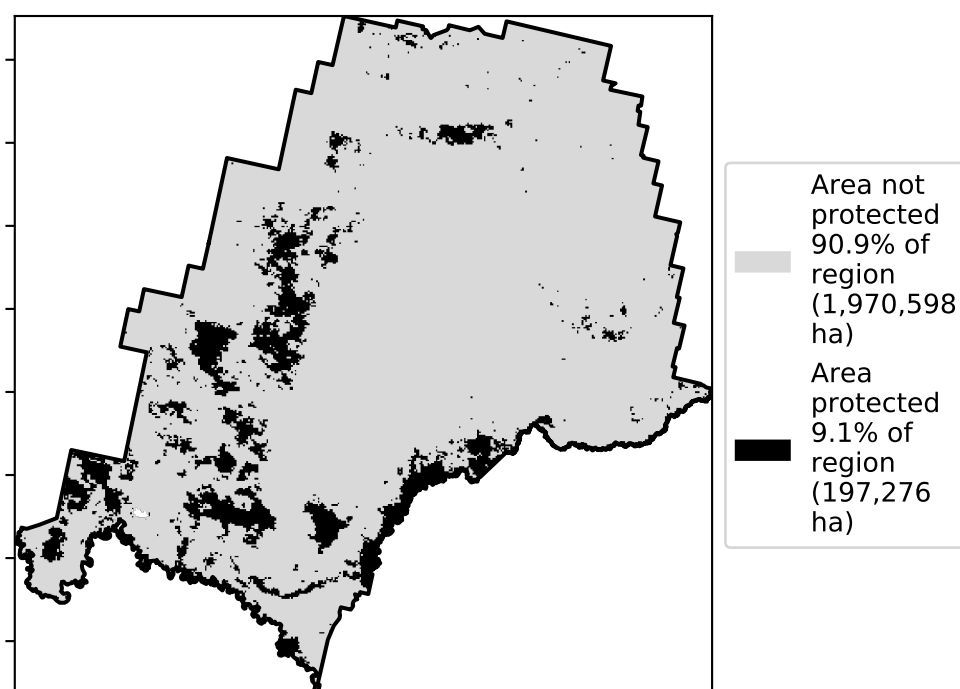 Area not
protected
90.9% of
region
(1,970,598
ha)
Area
protected
9.1% of
region
(197,276
ha)